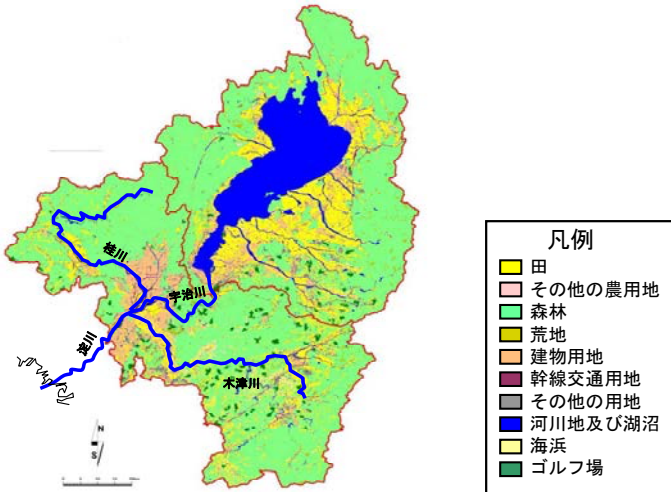 桂川
宇治川
淀川
木津川
N
S
凡例
田
その他の農用地
森林
荒地
建物用地
幹線交通用地
その他の用地
河川地及び湖沼
海浜
ゴルフ場